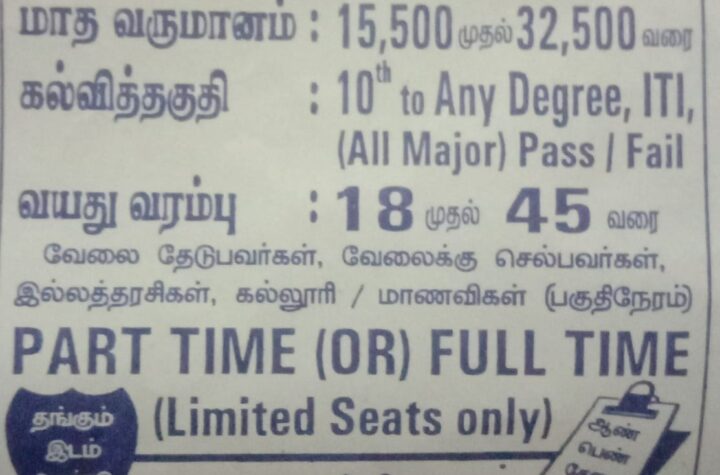 மாத வருமானம் : 15,500 முதல் 32,500 வரை
கல்வித்தகுதி : 10th to Any Degree, ITI,
(All Major) Pass / Fail
வயது வரம்பு : 18 முதல் 45 வரை
வேலை தேடுபவர்கள், வேலைக்கு செல்பவர்கள்,
இல்லத்தரசிகள், கல்லூரி / மாணவிகள் (பகுதிநேரம்)
PART TIME (OR) FULL TIME
(Limited Seats only)
தங்கும்
இடம்
ஆண்
பெண்